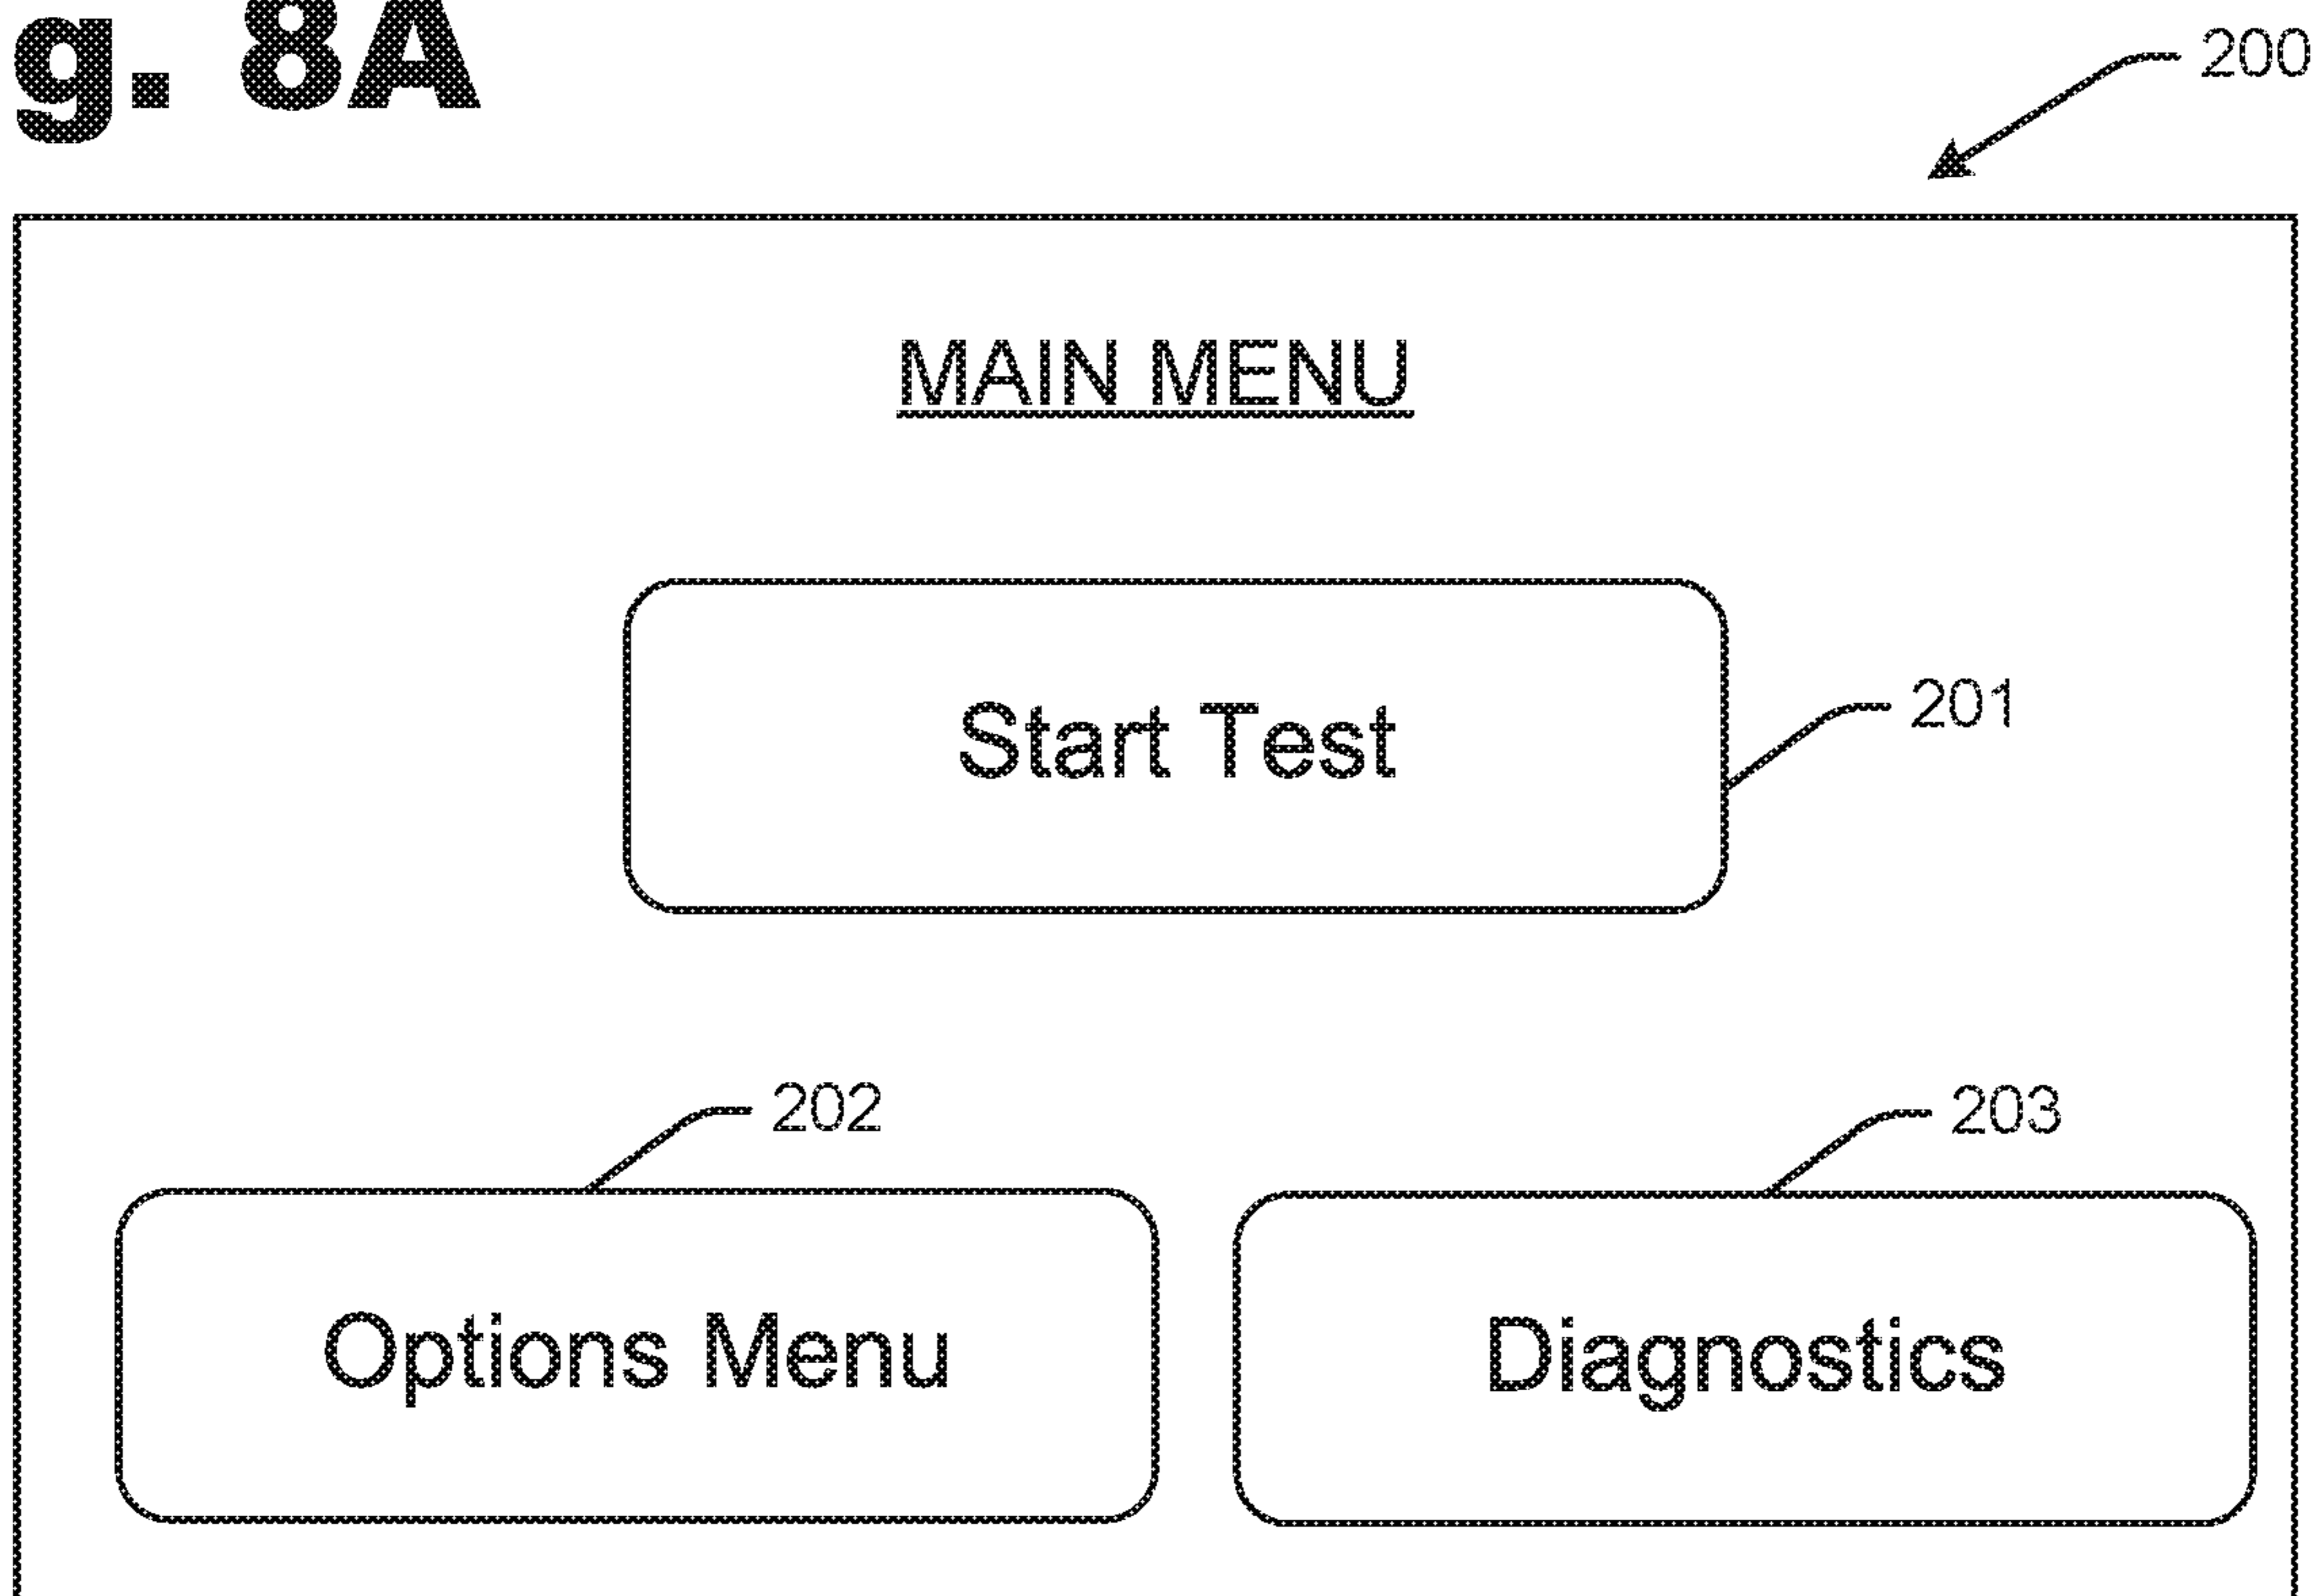 g. 8A
200
MAIN MENU
Start Test
201
202
203
Options Menu
Diagnostics